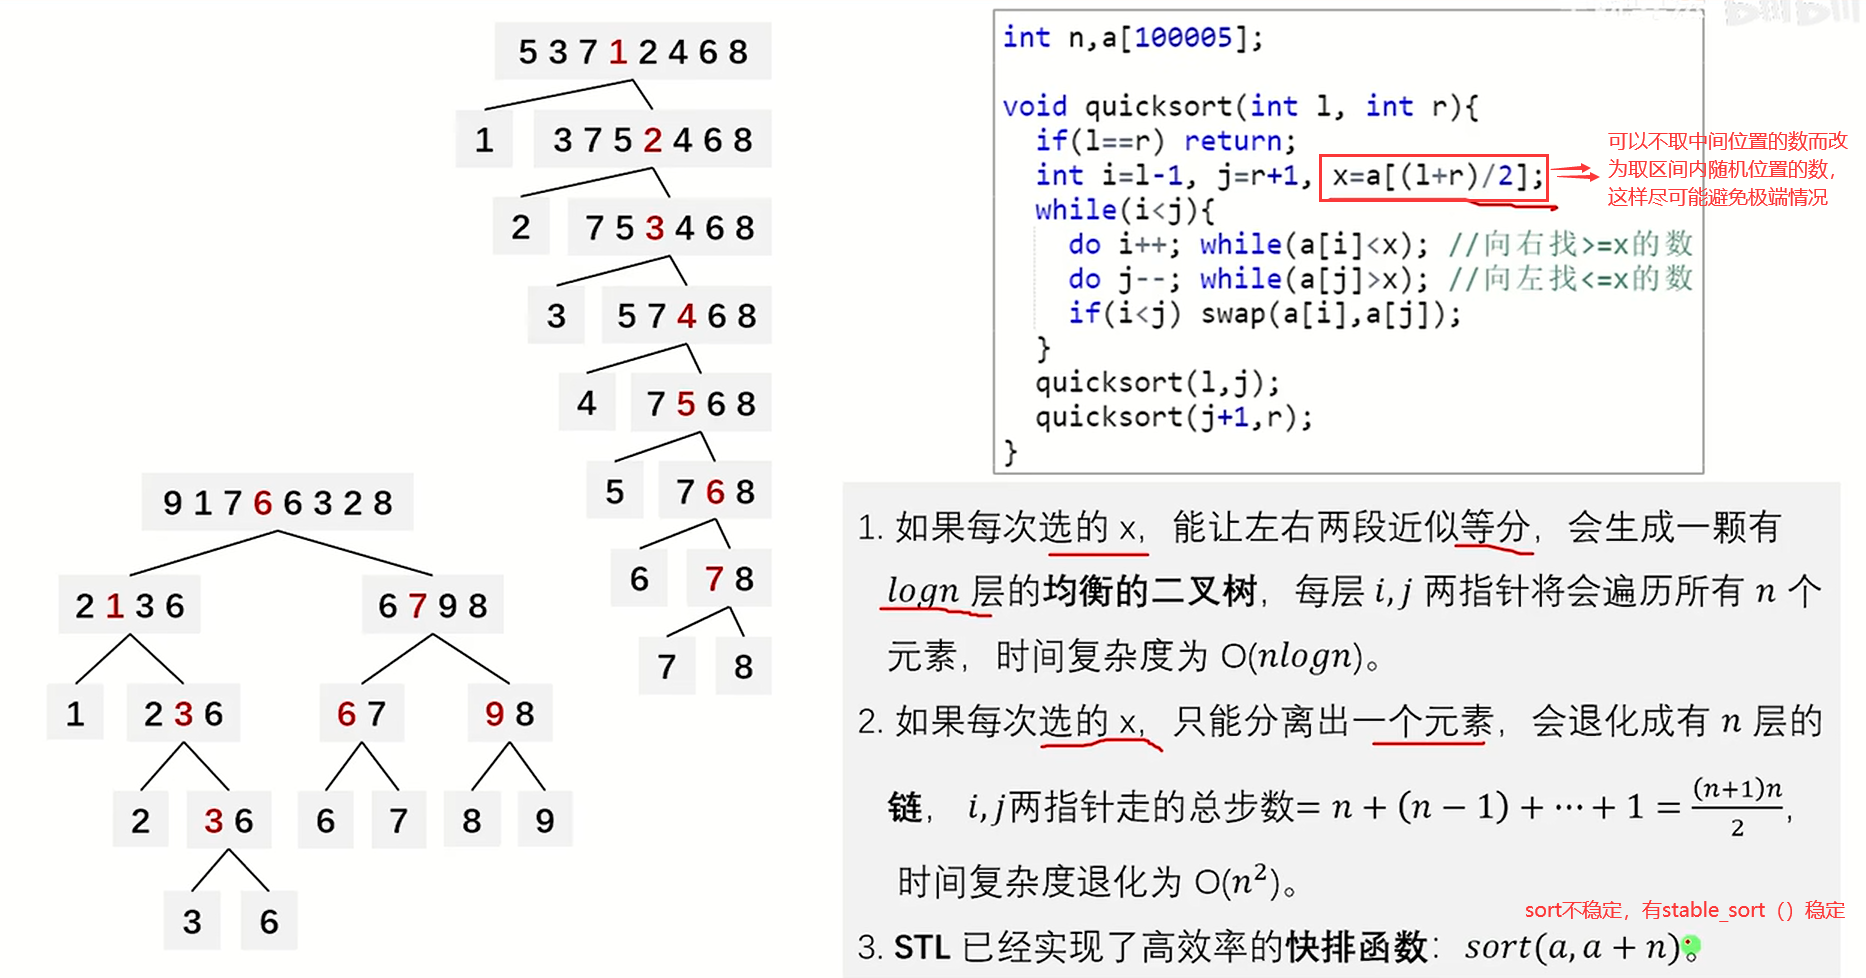 5 3 7 1 2 4 6 8
1 3 7 5 2 4 6 8
2 7 5 3 4 6 8
3 5 7 4 6 8
4 7 5 6 8
5 7 6 8
6 7 8
7 8
9 1 7 6 6 3 2 8
2 1 3 6 6 7 9 8
1 2 3 6 6 7 9 8
2 3 6 6 7 8 9
3 6
int n,a[100005];
void quicksort(int l, int r){
if(l==r) return;
int i=l-1, j=r+1, x=a[(l+r)/2];
while(i<j){
do i++; while(a[i]<x); //向右找>=x的数
do j--; while(a[j]>x); //向左找<=x的数
if(i<j) swap(a[i],a[j]);
}
quicksort(l,j);
quicksort(j+1,r);
}
可以不取中间位置的数而改
为取区间内随机位置的数，
这样尽可能避免极端情况
1. 如果每次选的 x，能让左右两段近似等分，会生成一颗有
logn 层的均衡的二叉树，每层 i,j 两指针将会遍历所有 n 个
元素，时间复杂度为 O(nlogn)。
2. 如果每次选的 x，只能分离出一个元素，会退化成有 n 层的
链， i,j两指针走的总步数= n + (n − 1) + ⋯ + 1 = (n+1)n/2，
时间复杂度退化为 O(n²)。
sort不稳定，有stable_sort（）稳定
3. STL 已经实现了高效率的快排函数：sort(a, a + n)。